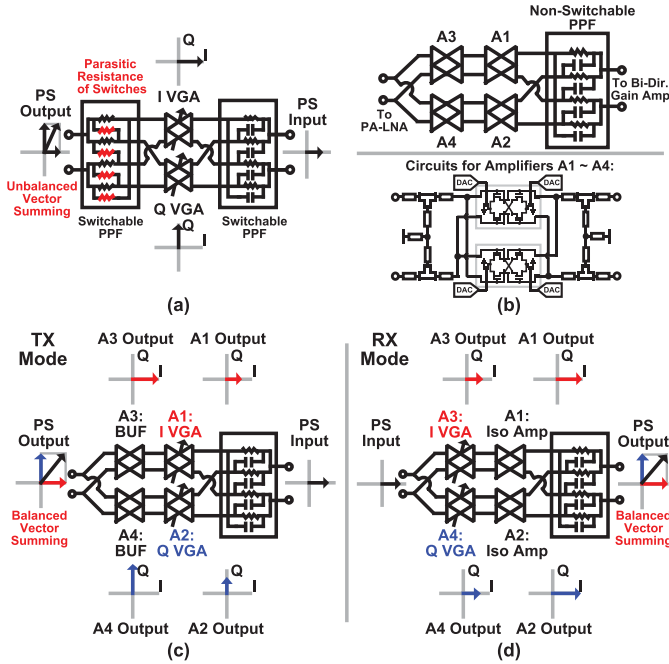 Q
I
Parasitic
Resistance
of Switches
I VGA
PS
Output
PS
Input
Unbalanced
Vector
Summing
Switchable
PPF
Q VGA
Switchable
PPF
Q
I
(a)
Non-Switchable
PPF
A3
A1
To
PA-LNA
To Bi-Dir.
Gain Amp
A4
A2
Circuits for Amplifiers A1 ~ A4:
DAC
DAC
DAC
DAC
(b)
TX
Mode
A3 Output
A1 Output
Q
I
Q
I
PS
Output
A3:
BUF
A1:
I VGA
PS
Input
Balanced
Vector
Summing
A4:
BUF
A2:
Q VGA
Q
I
Q
I
A4 Output
A2 Output
(c)
RX
Mode
A3 Output
A1 Output
Q
I
Q
I
PS
Input
A3:
I VGA
A1:
Iso Amp
PS
Output
A4:
Q VGA
A2:
Iso Amp
Balanced
Vector
Summing
Q
I
Q
I
A4 Output
A2 Output
(d)